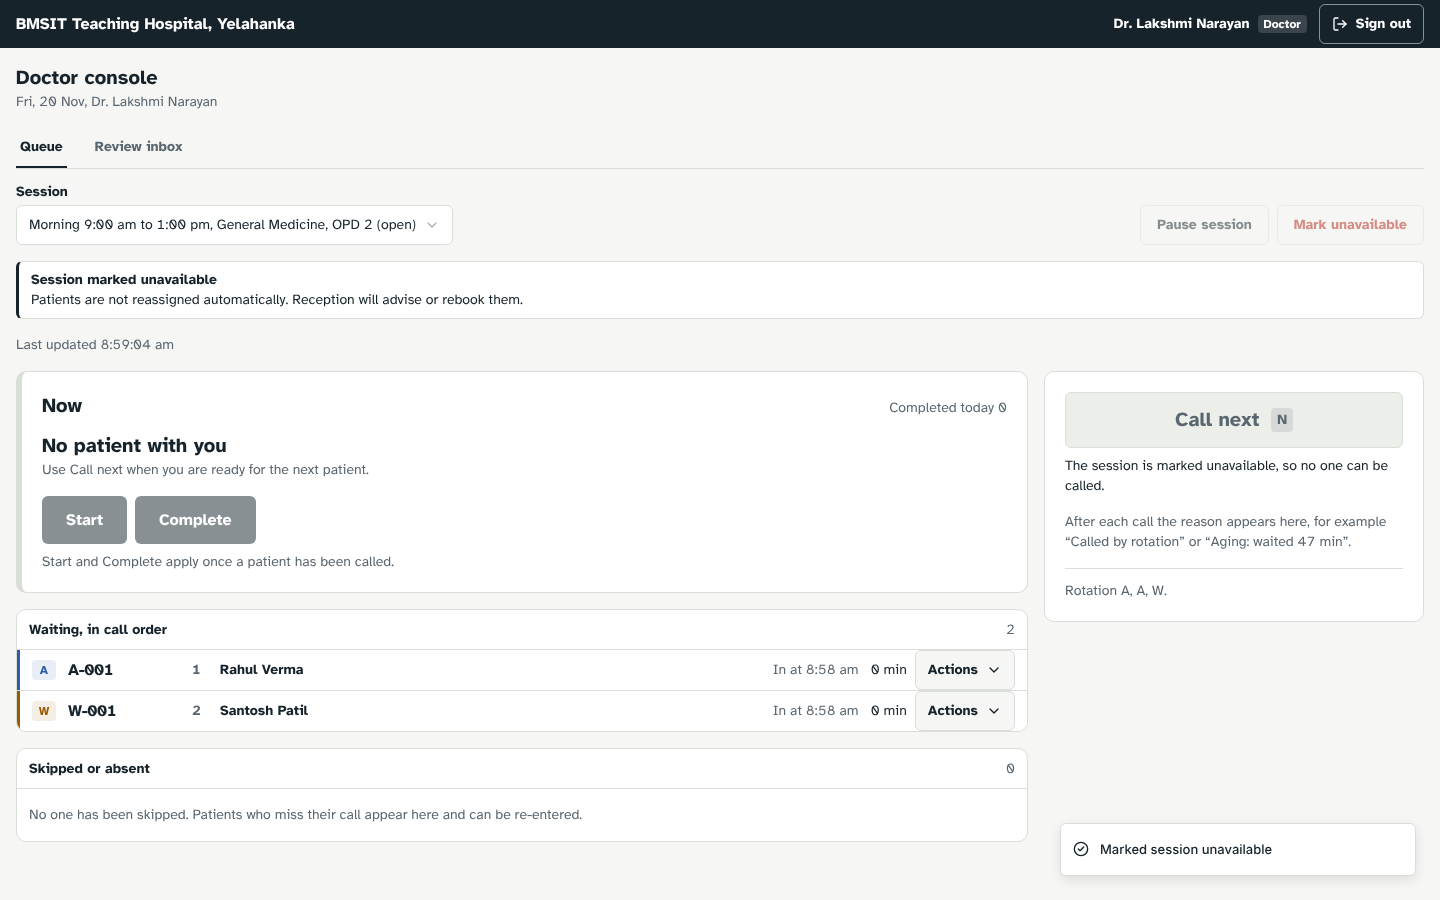 BMSIT Teaching Hospital, Yelahanka
Dr. Lakshmi Narayan Doctor Sign out
Doctor console
Fri, 20 Nov, Dr. Lakshmi Narayan
Queue Review inbox
Session
Morning 9:00 am to 1:00 pm, General Medicine, OPD 2 (open)
Pause session Mark unavailable
Session marked unavailable
Patients are not reassigned automatically. Reception will advise or rebook them.
Last updated 8:59:04 am
Now
Completed today 0
No patient with you
Use Call next when you are ready for the next patient.
Start Complete
Start and Complete apply once a patient has been called.
Call next N
The session is marked unavailable, so no one can be
called.
After each call the reason appears here, for example
“Called by rotation” or “Aging: waited 47 min”.
Rotation A, A, W.
Waiting, in call order 2
A A-001 1 Rahul Verma In at 8:58 am 0 min Actions
W W-001 2 Santosh Patil In at 8:58 am 0 min Actions
Skipped or absent 0
No one has been skipped. Patients who miss their call appear here and can be re-entered.
Marked session unavailable